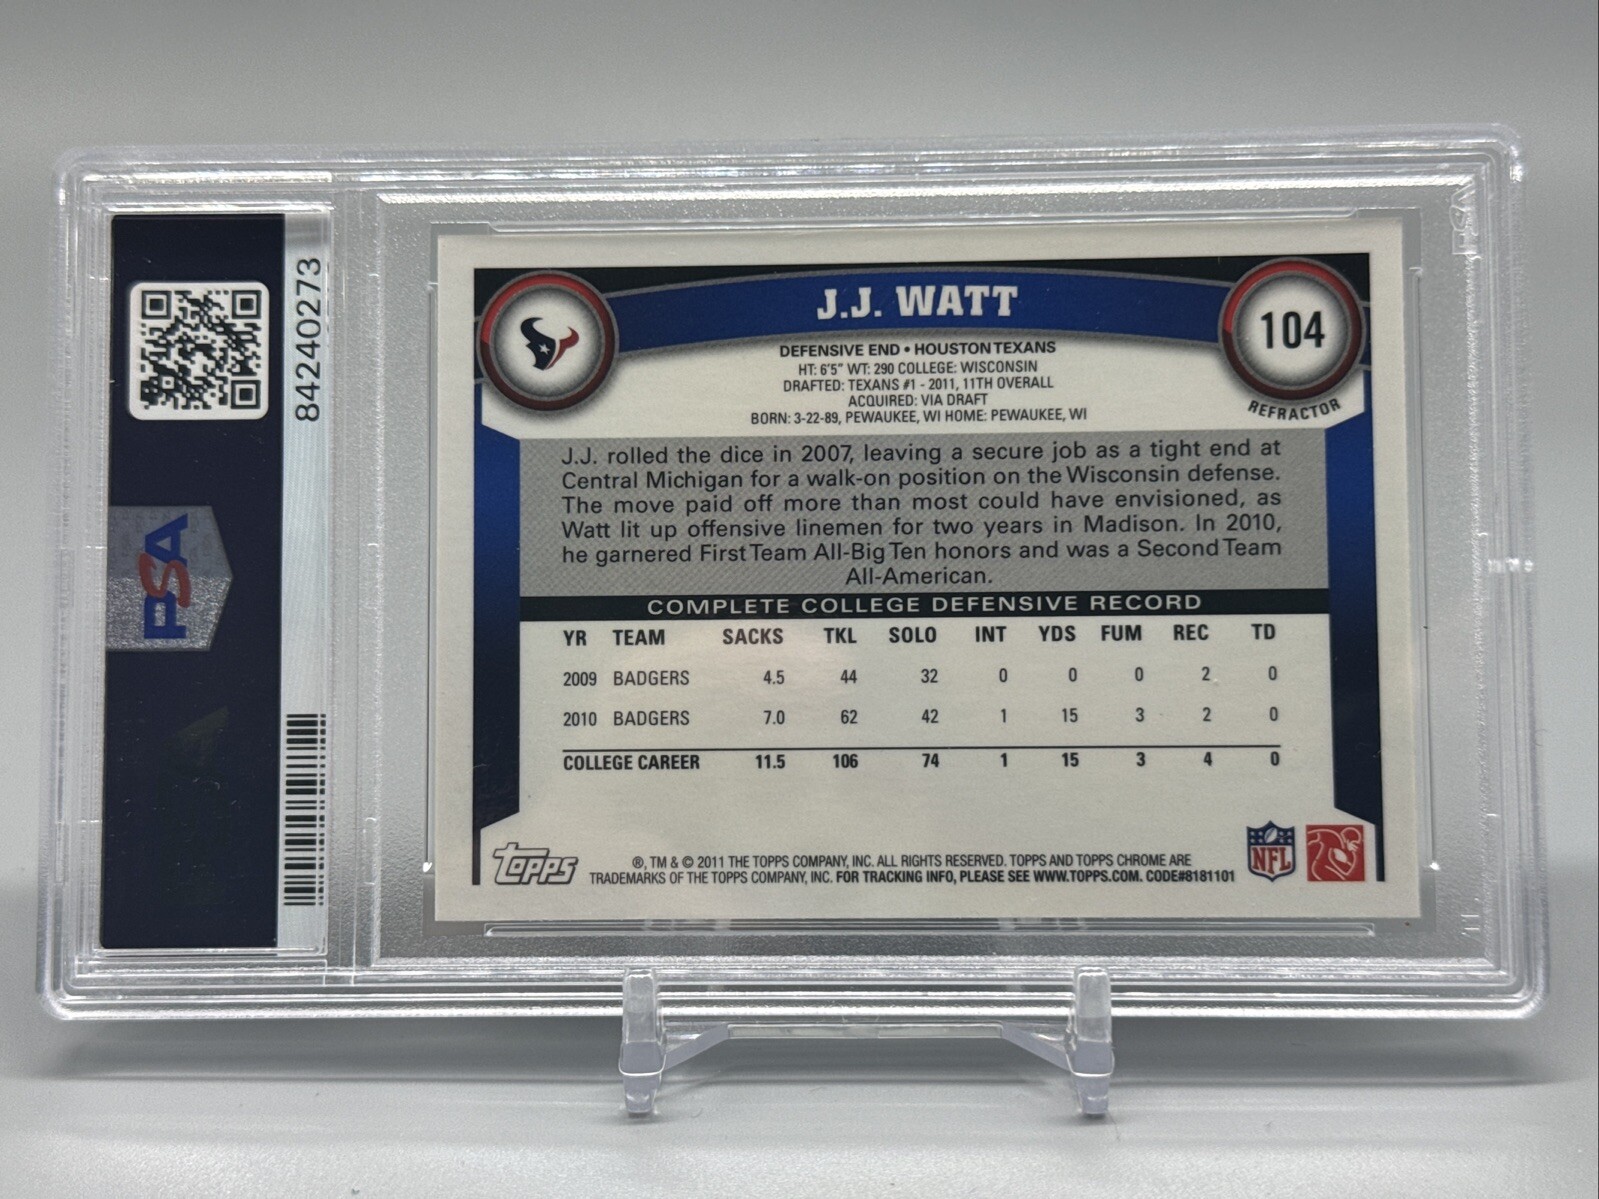 84240273
PSA
J.J. WATT
104
DEFENSIVE END • HOUSTON TEXANS
HT: 6'5" WT: 290 COLLEGE: WISCONSIN
DRAFTED: TEXANS #1 - 2011, 11TH OVERALL
ACQUIRED: VIA DRAFT
BORN: 3-22-89, PEWAUKEE, WI HOME: PEWAUKEE, WI
REFRACTOR
J.J. rolled the dice in 2007, leaving a secure job as a tight end at
Central Michigan for a walk-on position on the Wisconsin defense.
The move paid off more than most could have envisioned, as
Watt lit up offensive linemen for two years in Madison. In 2010,
he garnered First Team All-Big Ten honors and was a Second Team
All-American.
COMPLETE COLLEGE DEFENSIVE RECORD
YR TEAM SACKS TKL SOLO INT YDS FUM REC TD
2009 BADGERS 4.5 44 32 0 0 0 2 0
2010 BADGERS 7.0 62 42 1 15 3 2 0
COLLEGE CAREER 11.5 106 74 1 15 3 4 0
Topps
®, TM & © 2011 THE TOPPS COMPANY, INC. ALL RIGHTS RESERVED. TOPPS AND TOPPS CHROME ARE
TRADEMARKS OF THE TOPPS COMPANY, INC. FOR TRACKING INFO, PLEASE SEE WWW.TOPPS.COM. CODE#8181101
NFL
PSA